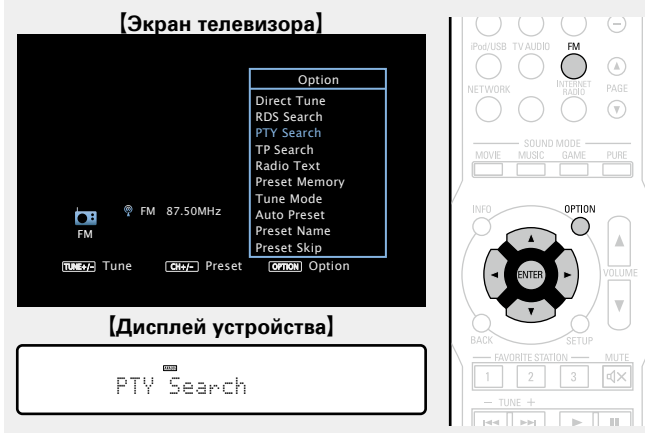 【Экран телевизора】
Option
Direct Tune
RDS Search
PTY Search
TP Search
Radio Text
Preset Memory
Tune Mode
Auto Preset
Preset Name
Preset Skip
FM 87.50MHz
FM
TUNE+/- Tune CH+/- Preset OPTION Option
【Дисплей устройства】
PTY Search
iPod/USB TV AUDIO FM
NETWORK INTERNET RADIO PAGE
SOUND MODE
MOVIE MUSIC GAME PURE
INFO OPTION
ENTER
VOLUME
BACK SETUP
FAVORITE STATION MUTE
1 2 3
− TUNE +